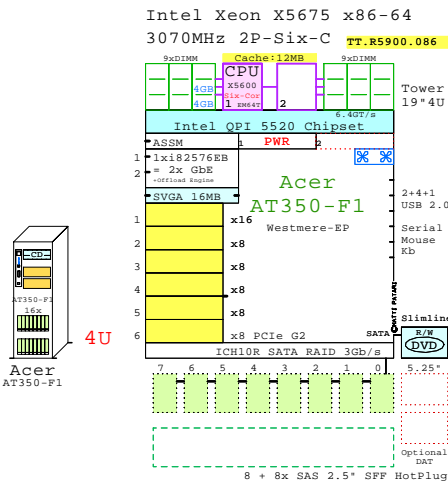 Intel Xeon X5675 x86-64
3070MHz 2P-Six-C TT.R5900.086
9xDIMM Cache:12MB 9xDIMM
CPU
X5600
Six-Cor
1 EM64T 2
4GB
4GB
Tower
19"4U
6.4GT/s
Intel QPI 5520 Chipset
ASSM 1 PWR 2
1 1xi82576EB
2 = 2x GbE
+Offload Engine
SVGA 16MB
Acer
AT350-F1
Westmere-EP
2+4+1
USB 2.0
Serial
Mouse
Kb
1 x16
2 x8
3 x8
4 x8
5 x8
6 x8 PCIe G2
SATA
Slimline
R/W
DVD
ICH10R SATA RAID 3Gb/s
7 6 5 4 3 2 1 0 5.25"
CD
AT350-F1
16x
4U
Acer
AT350-F1
Optional
DAT
8 + 8x SAS 2.5" SFF HotPlug